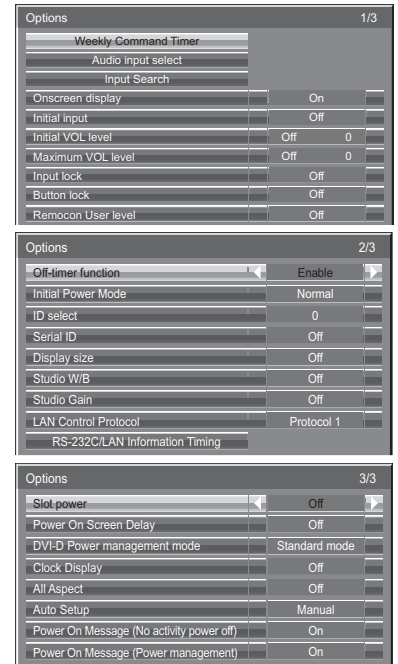 Options 1/3
Weekly Command Timer
Audio input select
Input Search
Onscreen display On
Initial input Off
Initial VOL level Off 0
Maximum VOL level Off 0
Input lock Off
Button lock Off
Remocon User level Off
Options 2/3
Off-timer function Enable
Initial Power Mode Normal
ID select 0
Serial ID Off
Display size Off
Studio W/B Off
Studio Gain Off
LAN Control Protocol Protocol 1
RS-232C/LAN Information Timing
Options 3/3
Slot power Off
Power On Screen Delay Off
DVI-D Power management mode Standard mode
Clock Display Off
All Aspect Off
Auto Setup Manual
Power On Message (No activity power off) On
Power On Message (Power management) On